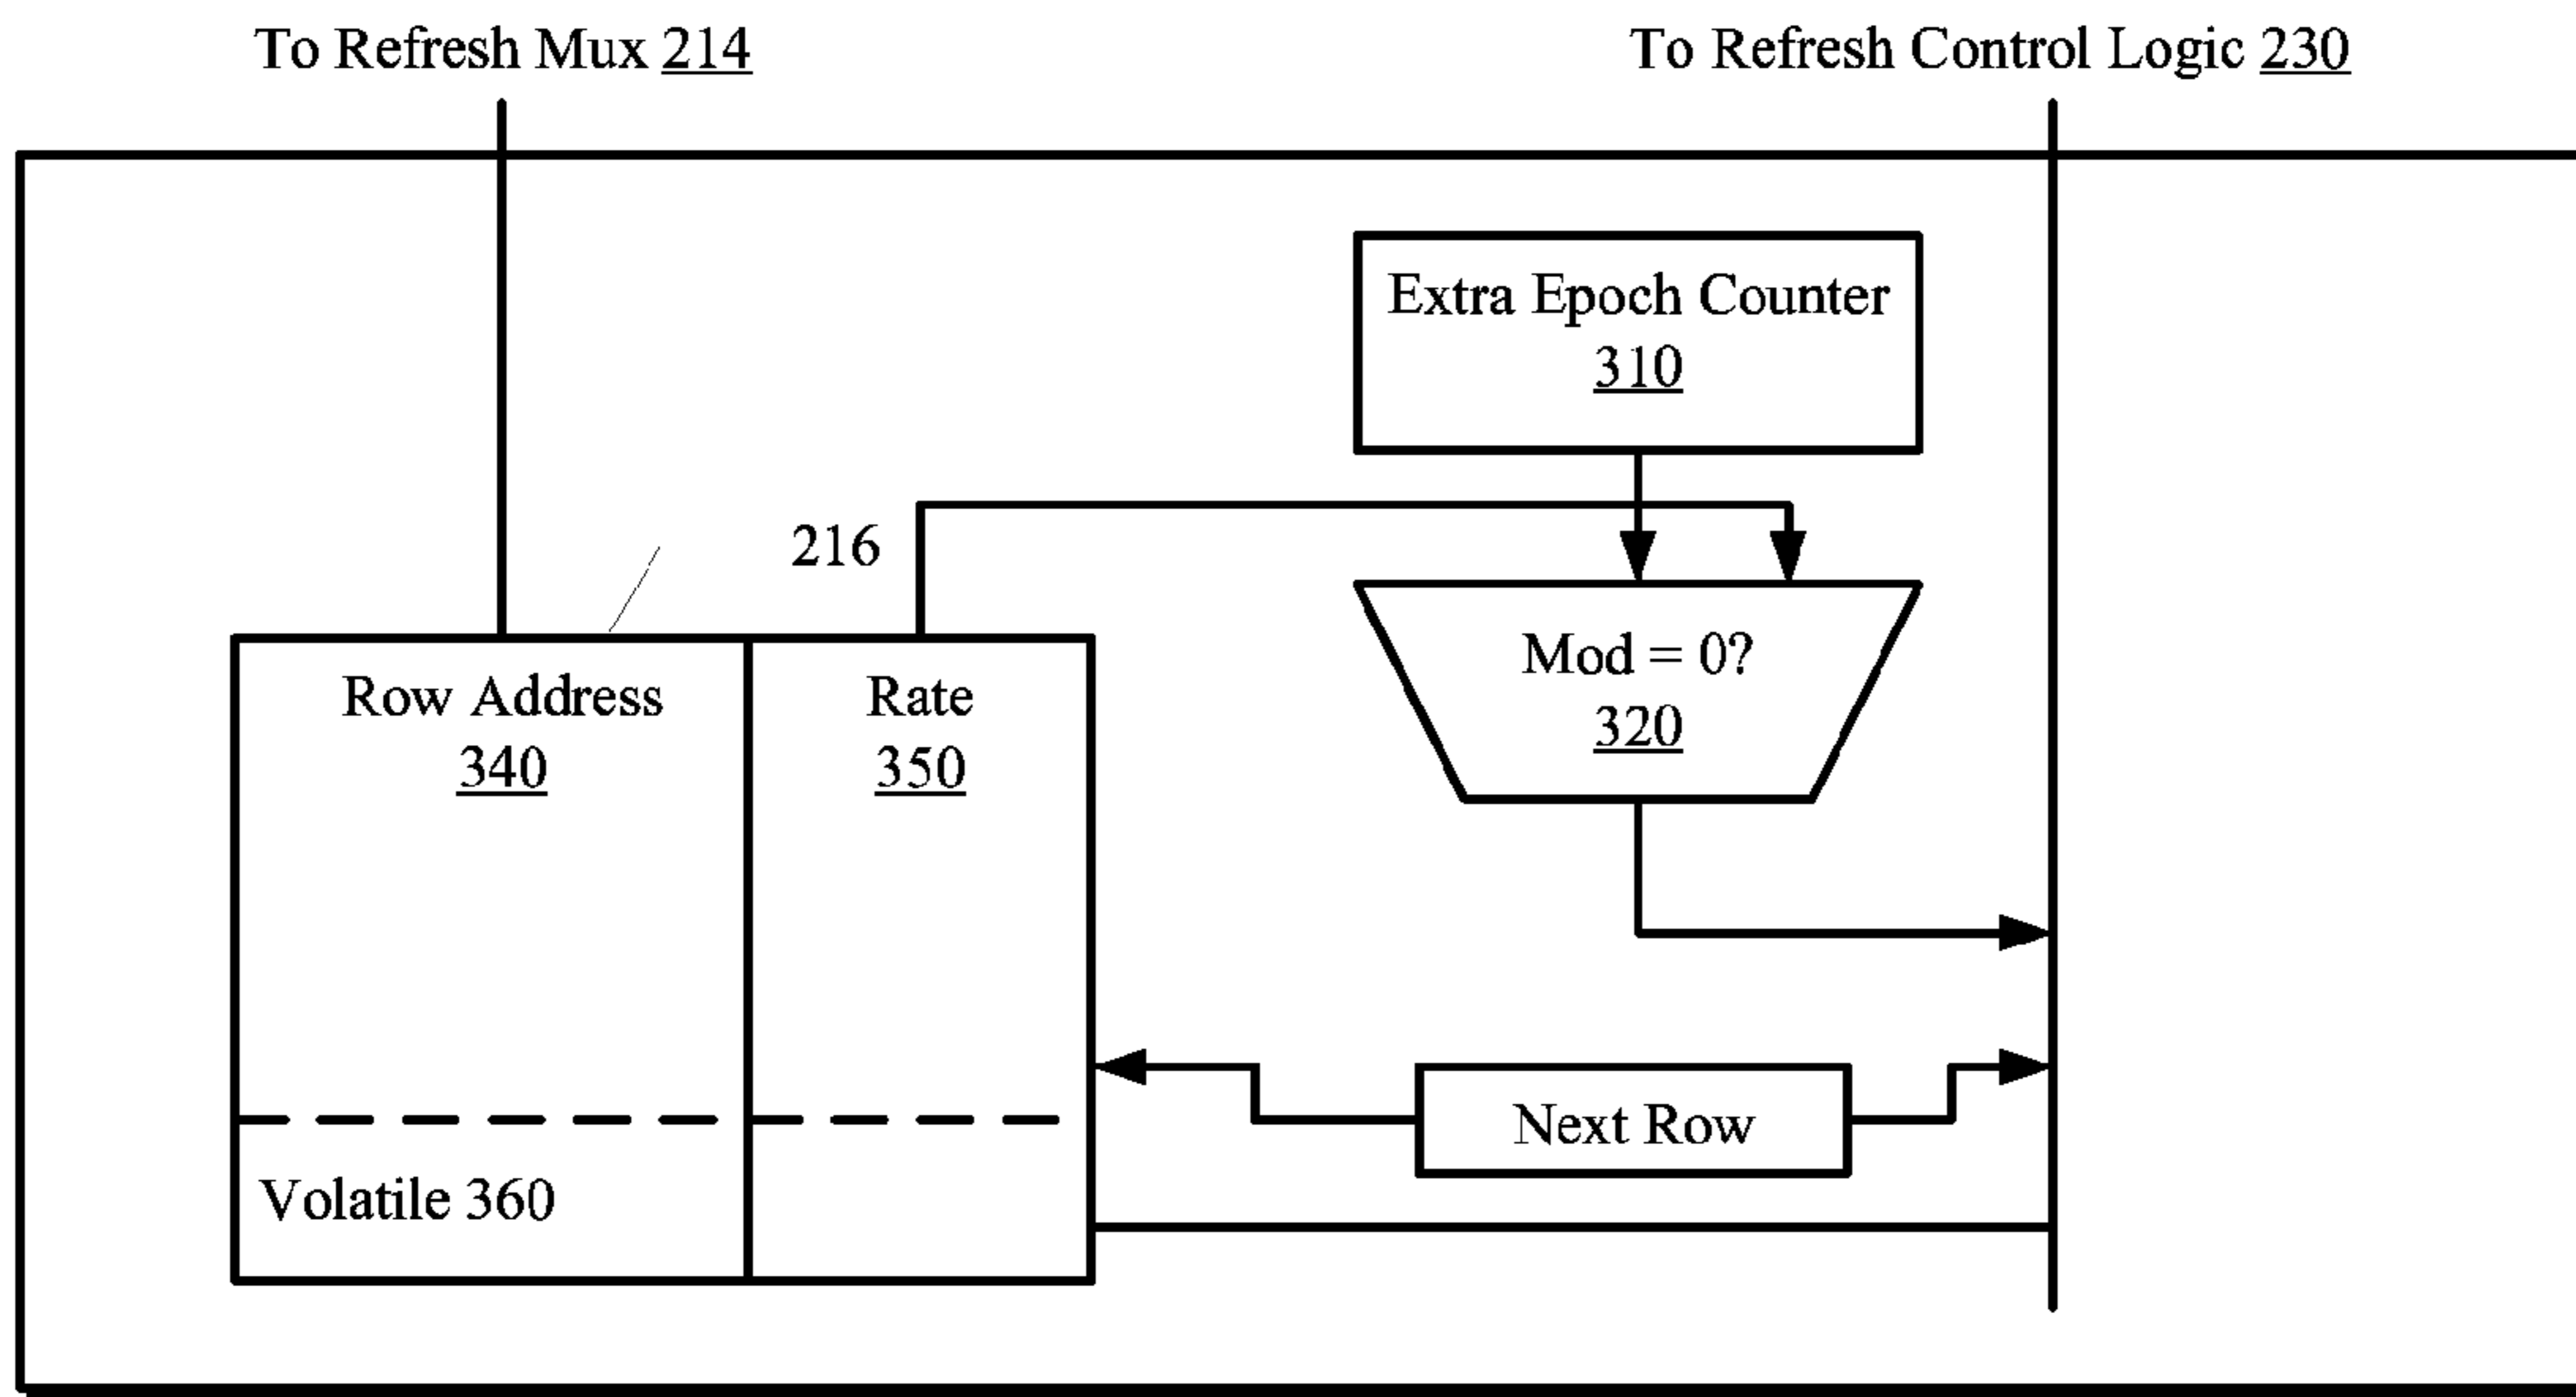 To Refresh Mux 214
To Refresh Control Logic 230
Extra Epoch Counter
310
216
Row Address
340
Rate
350
Mod = 0?
320
Next Row
Volatile 360